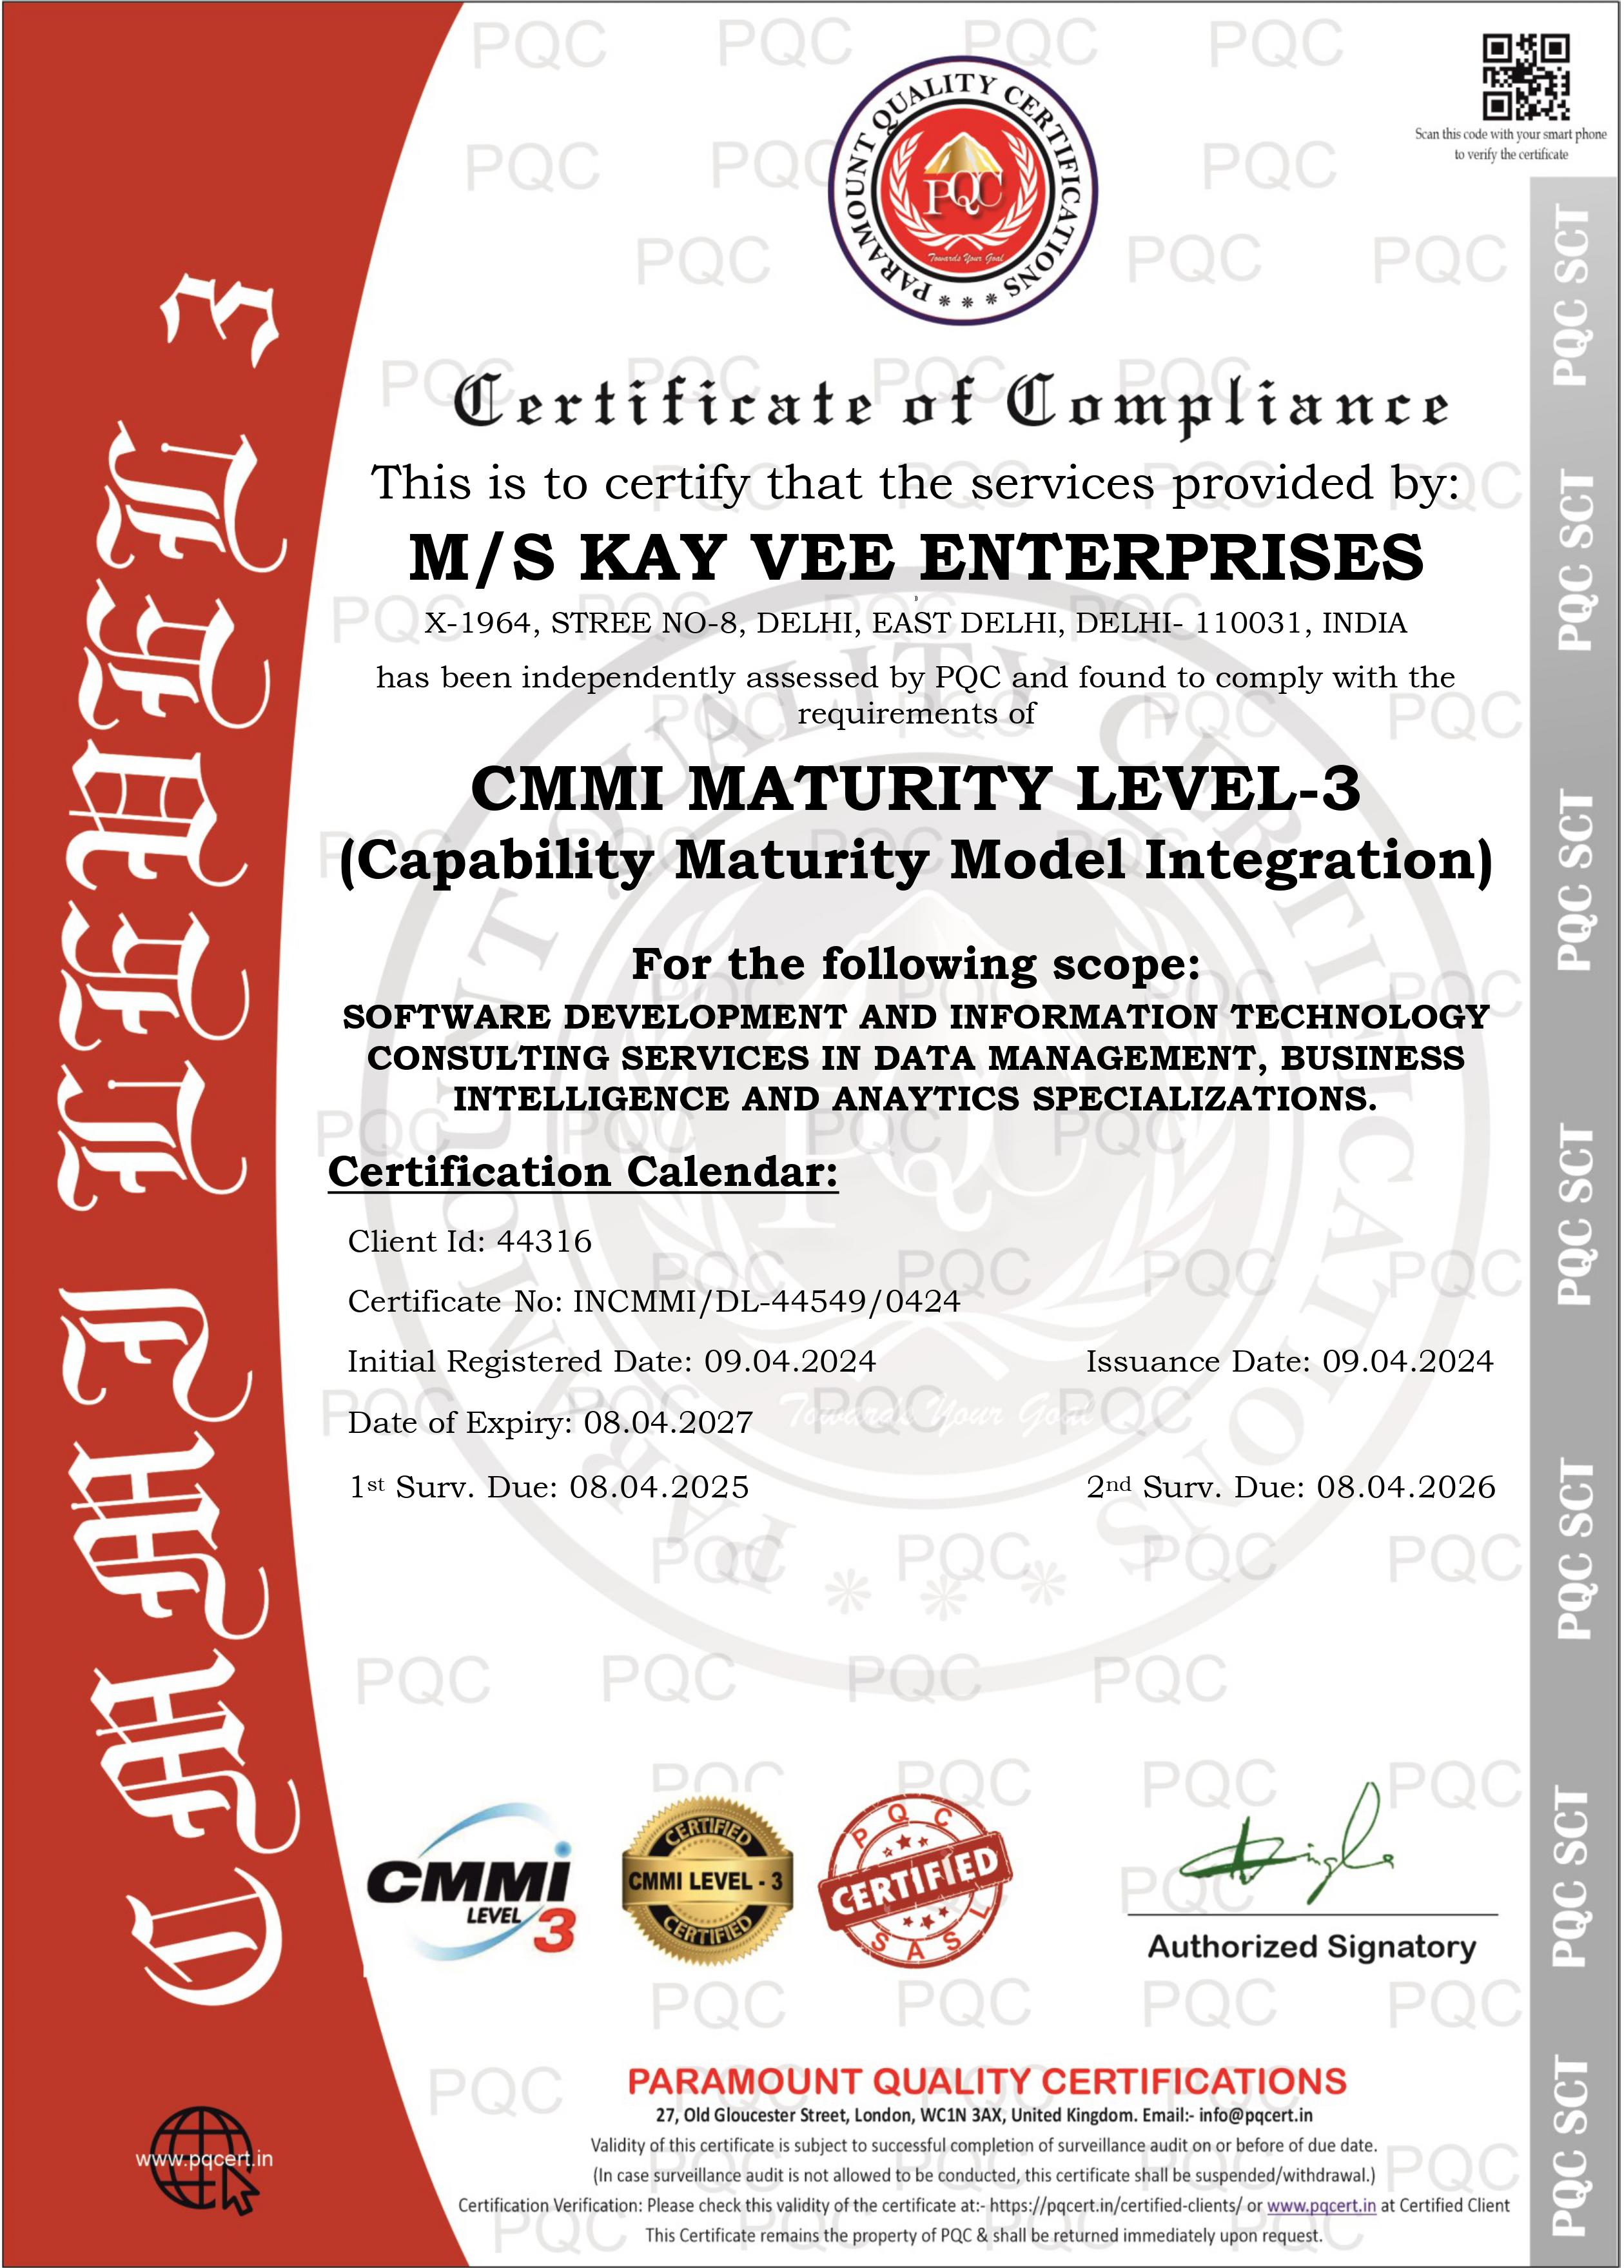 PQC PQC PQC PQC
Scan this code with your smart phone
to verify the certificate
PARAMOUNT QUALITY CERTIFICATIONS
PQC
Towards Your Goal
Certificate of Compliance
This is to certify that the services provided by:
M/S KAY VEE ENTERPRISES
X-1964, STREE NO-8, DELHI, EAST DELHI, DELHI- 110031, INDIA
has been independently assessed by PQC and found to comply with the
requirements of
CMMI MATURITY LEVEL-3
(Capability Maturity Model Integration)
For the following scope:
SOFTWARE DEVELOPMENT AND INFORMATION TECHNOLOGY
CONSULTING SERVICES IN DATA MANAGEMENT, BUSINESS
INTELLIGENCE AND ANAYTICS SPECIALIZATIONS.
Certification Calendar:
Client Id: 44316
Certificate No: INCMMI/DL-44549/0424
Initial Registered Date: 09.04.2024 Issuance Date: 09.04.2024
Date of Expiry: 08.04.2027
1st Surv. Due: 08.04.2025 2nd Surv. Due: 08.04.2026
CMMI LEVEL 3
PQC SCT PQC SCT PQC SCT PQC SCT PQC SCT PQC SCT PQC SCT
CMMi
LEVEL 3
CERTIFIED
CMMI LEVEL - 3
CERTIFIED
PQC
CERTIFIED
SASL
Authorized Signatory
PARAMOUNT QUALITY CERTIFICATIONS
27, Old Gloucester Street, London, WC1N 3AX, United Kingdom. Email:- info@pqcert.in
Validity of this certificate is subject to successful completion of surveillance audit on or before of due date.
(In case surveillance audit is not allowed to be conducted, this certificate shall be suspended/withdrawal.)
Certification Verification: Please check this validity of the certificate at:- https://pqcert.in/certified-clients/ or www.pqcert.in at Certified Client
This Certificate remains the property of PQC & shall be returned immediately upon request.
www.pqcert.in